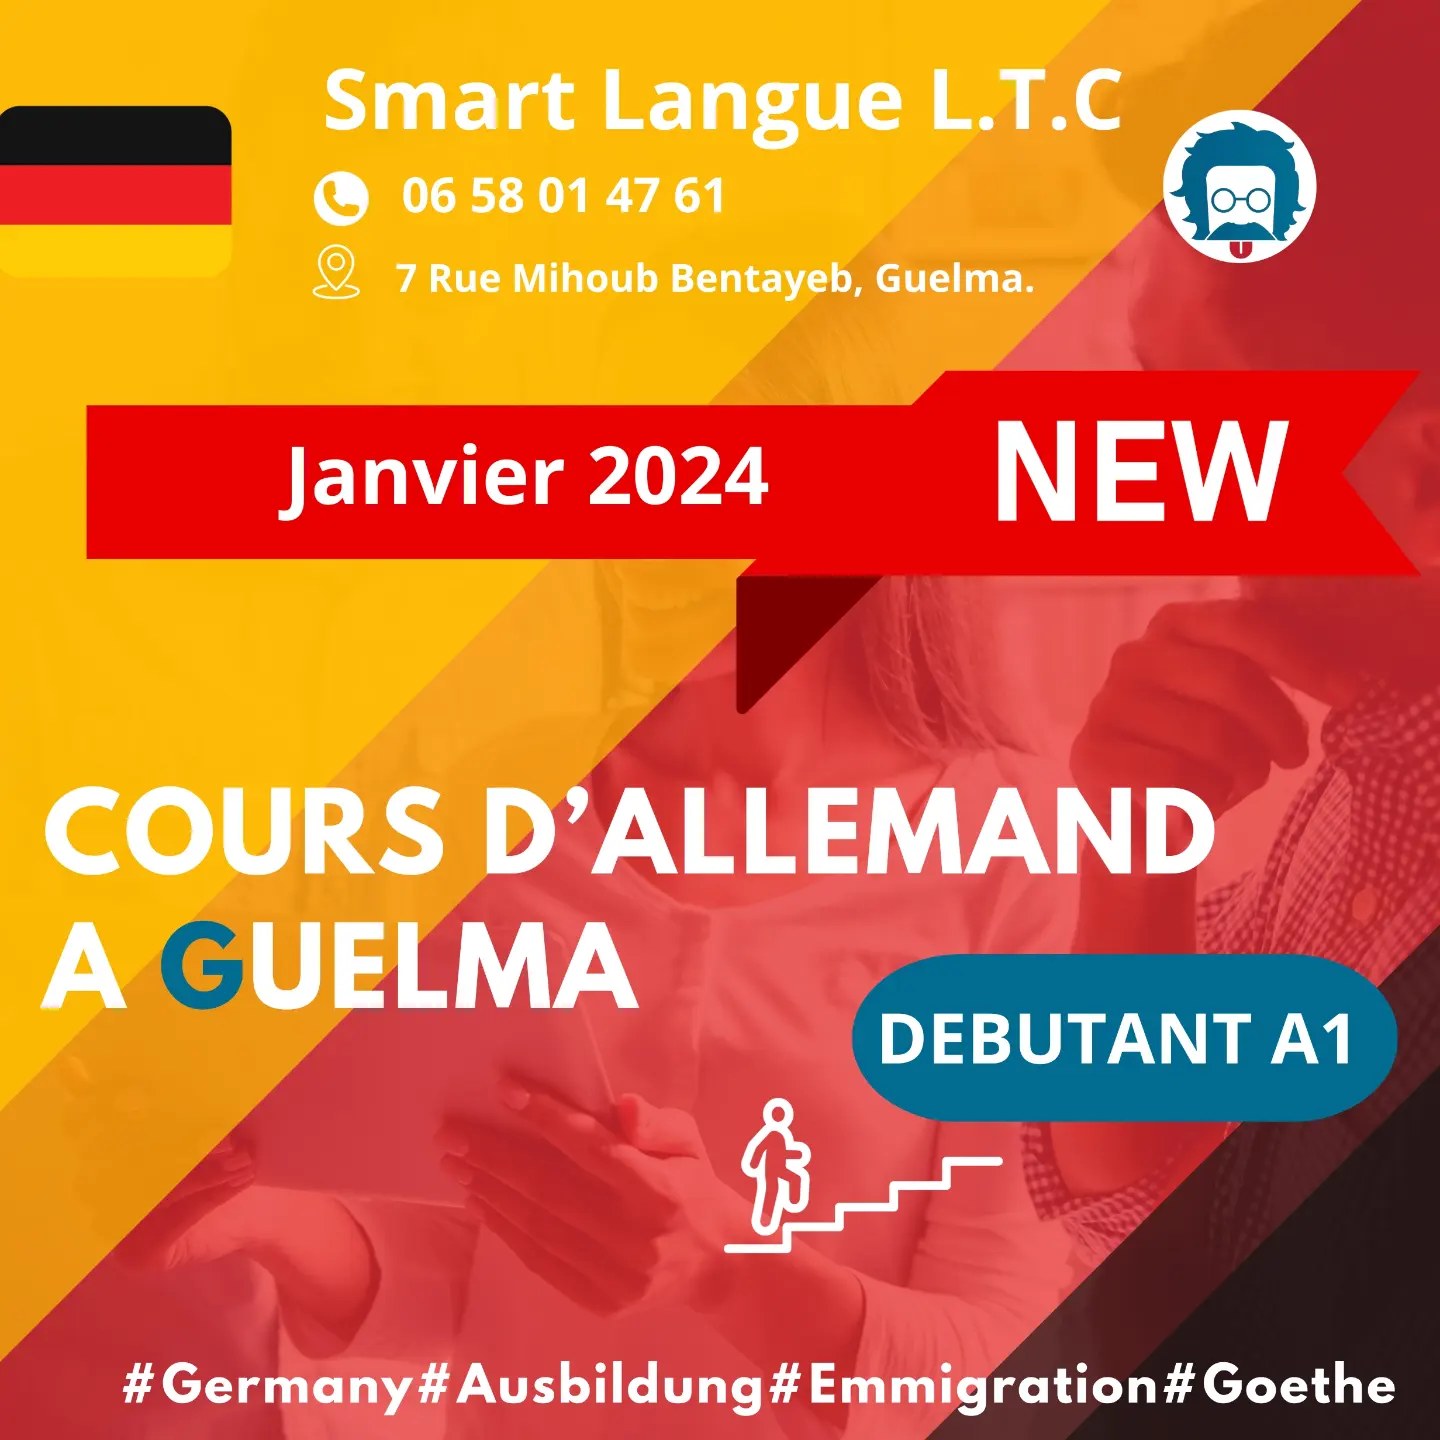 Smart Langue L.T.C
06 58 01 47 61
7 Rue Mihoub Bentayeb, Guelma.
Janvier 2024
NEW
COURS D’ALLEMAND
A GUELMA
DEBUTANT A1
#Germany#Ausbildung#Emmigration#Goethe